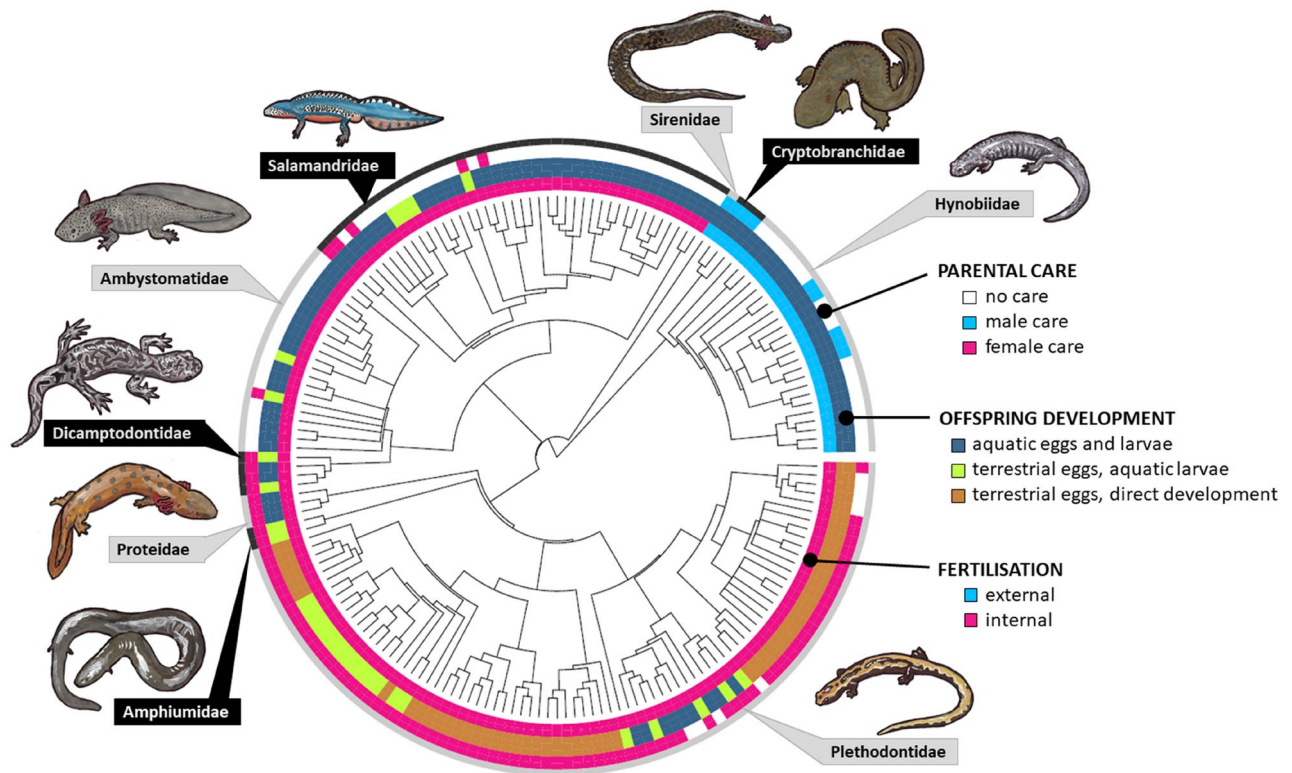 Sirenidae
Cryptobranchidae
Salamandridae
Hynobiidae
Ambystomatidae
Dicamptodontidae
Proteidae
Amphiumidae
Plethodontidae
PARENTAL CARE
no care
male care
female care
OFFSPRING DEVELOPMENT
aquatic eggs and larvae
terrestrial eggs, aquatic larvae
terrestrial eggs, direct development
FERTILISATION
external
internal